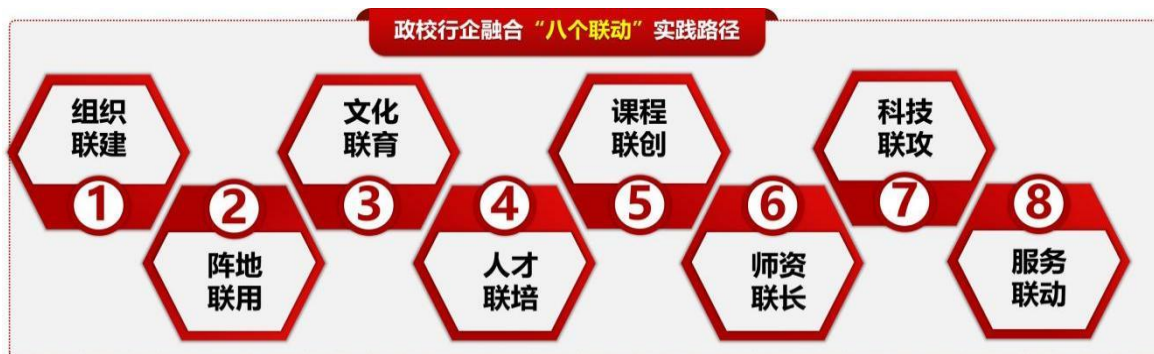 政校行企融合“八个联动”实践路径
组织
联建
1
2
阵地
联用
文化
联育
3
4
人才
联培
课程
联创
5
6
师资
联长
科技
联攻
7
8
服务
联动